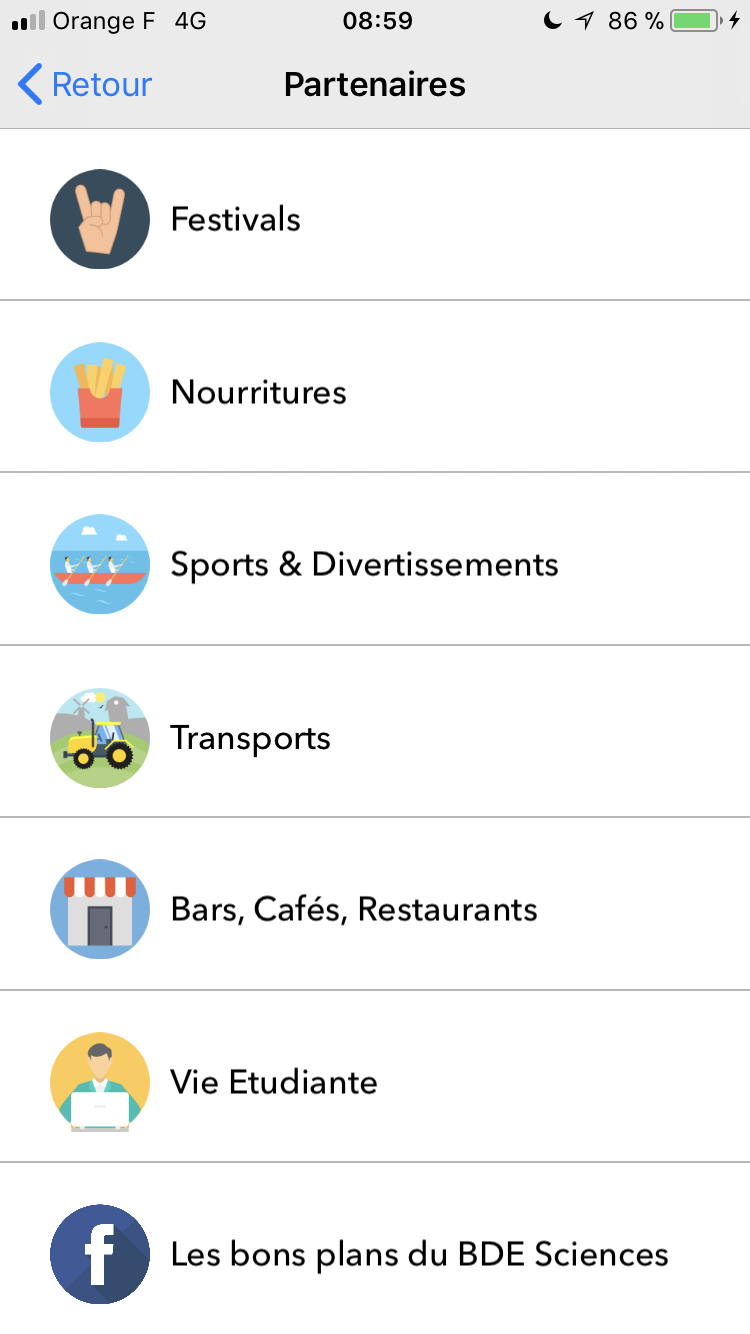 Orange F 4G 08:59 86 %
Retour Partenaires
Festivals
Nourritures
Sports & Divertissements
Transports
Bars, Cafés, Restaurants
Vie Etudiante
Les bons plans du BDE Sciences